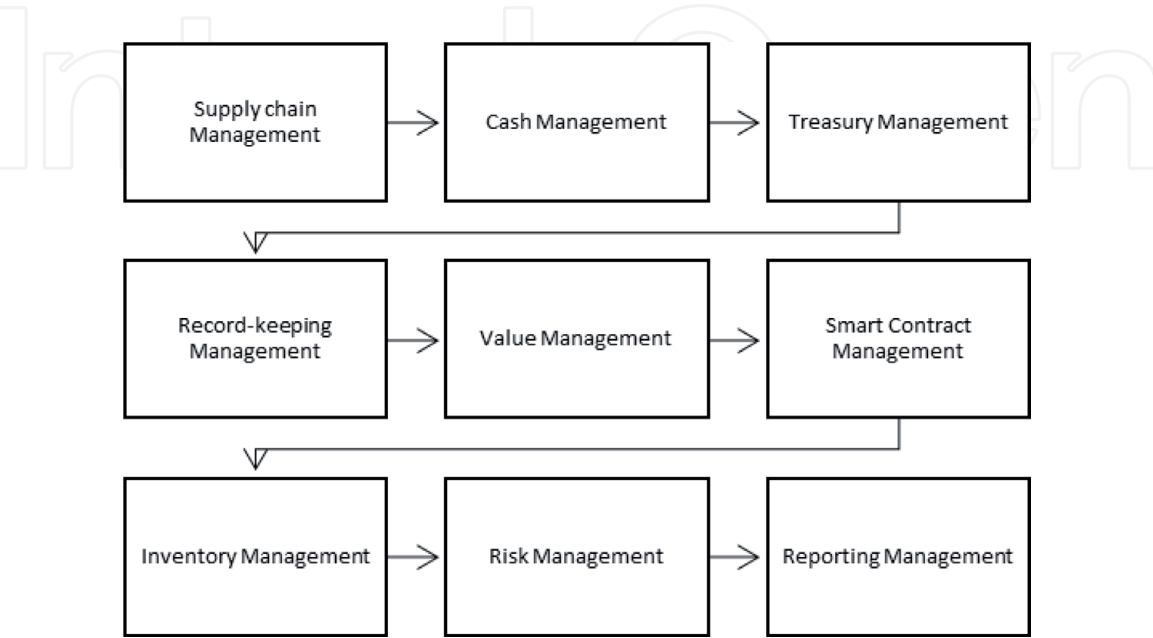 Supply chain
Management
Cash Management
Treasury Management
Record-keeping
Management
Value Management
Smart Contract
Management
Inventory Management
Risk Management
Reporting Management